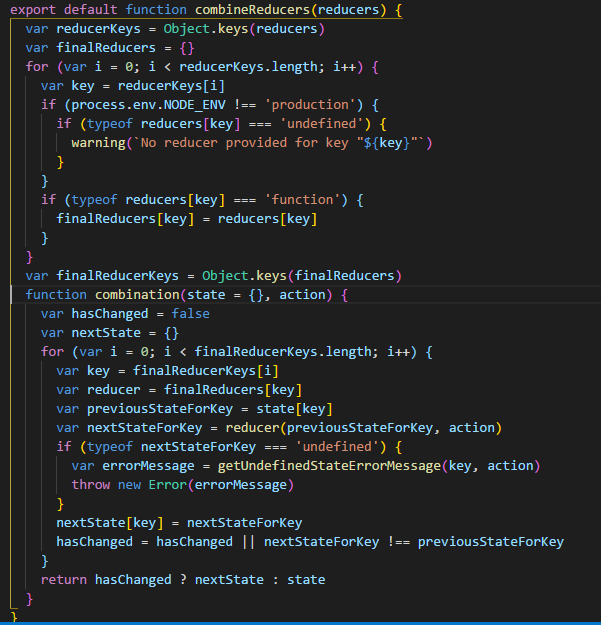 export default function combineReducers(reducers) {
  var reducerKeys = Object.keys(reducers)
  var finalReducers = {}
  for (var i = 0; i < reducerKeys.length; i++) {
    var key = reducerKeys[i]
    if (process.env.NODE_ENV !== 'production') {
      if (typeof reducers[key] === 'undefined') {
        warning(`No reducer provided for key "${key}"`)
      }
    }
    if (typeof reducers[key] === 'function') {
      finalReducers[key] = reducers[key]
    }
  }
  var finalReducerKeys = Object.keys(finalReducers)
  function combination(state = {}, action) {
    var hasChanged = false
    var nextState = {}
    for (var i = 0; i < finalReducerKeys.length; i++) {
      var key = finalReducerKeys[i]
      var reducer = finalReducers[key]
      var previousStateForKey = state[key]
      var nextStateForKey = reducer(previousStateForKey, action)
      if (typeof nextStateForKey === 'undefined') {
        var errorMessage = getUndefinedStateErrorMessage(key, action)
        throw new Error(errorMessage)
      }
      nextState[key] = nextStateForKey
      hasChanged = hasChanged || nextStateForKey !== previousStateForKey
    }
    return hasChanged ? nextState : state
  }
}